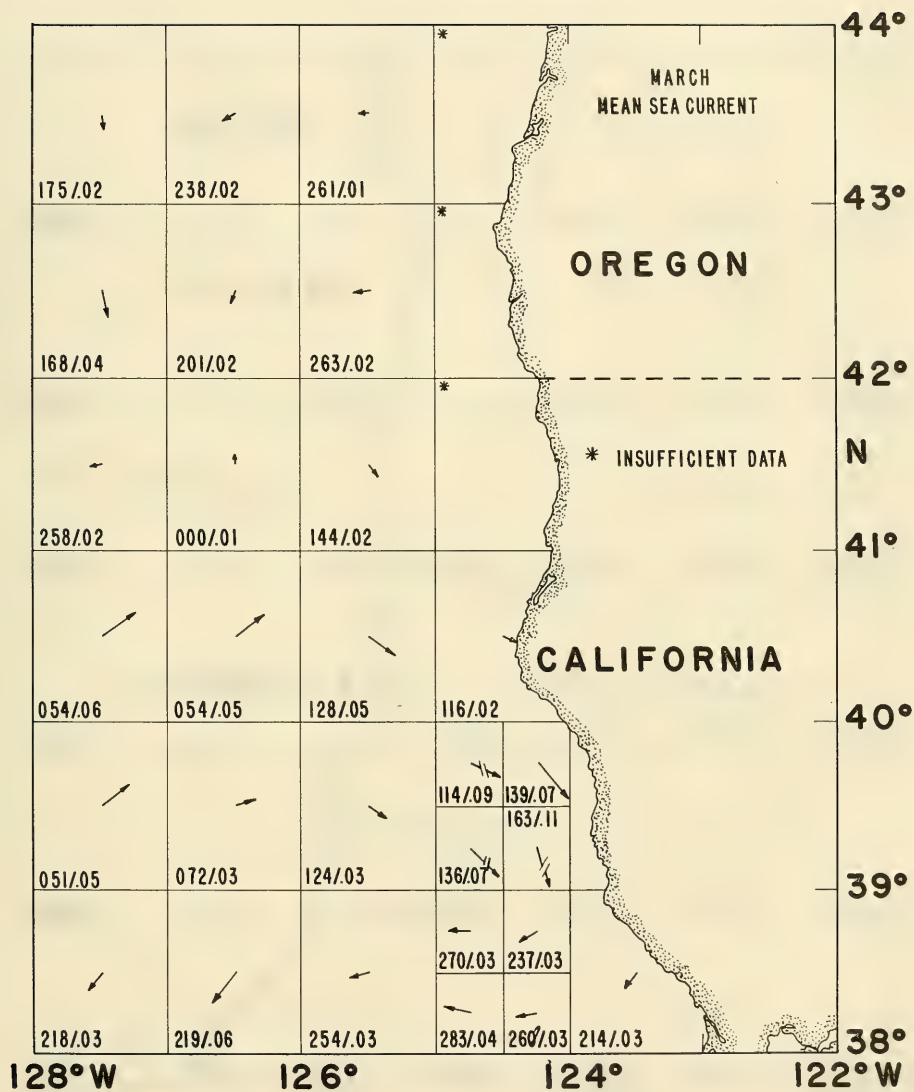 44°
*
MARCH
MEAN SEA CURRENT
175/.02 238/.02 261/.01
43°
*
OREGON
168/.04 201/.02 263/.02
42°
*
* INSUFFICIENT DATA
N
258/.02 000/.01 144/.02
41°
CALIFORNIA
054/.06 054/.05 128/.05 116/.02
40°
114/.09 139/.07
163/.11
051/.05 072/.03 124/.03 136/.07
39°
270/.03 237/.03
218/.03 219/.06 254/.03 283/.04 260/.03 214/.03
38°
128°W 126° 124° 122°W